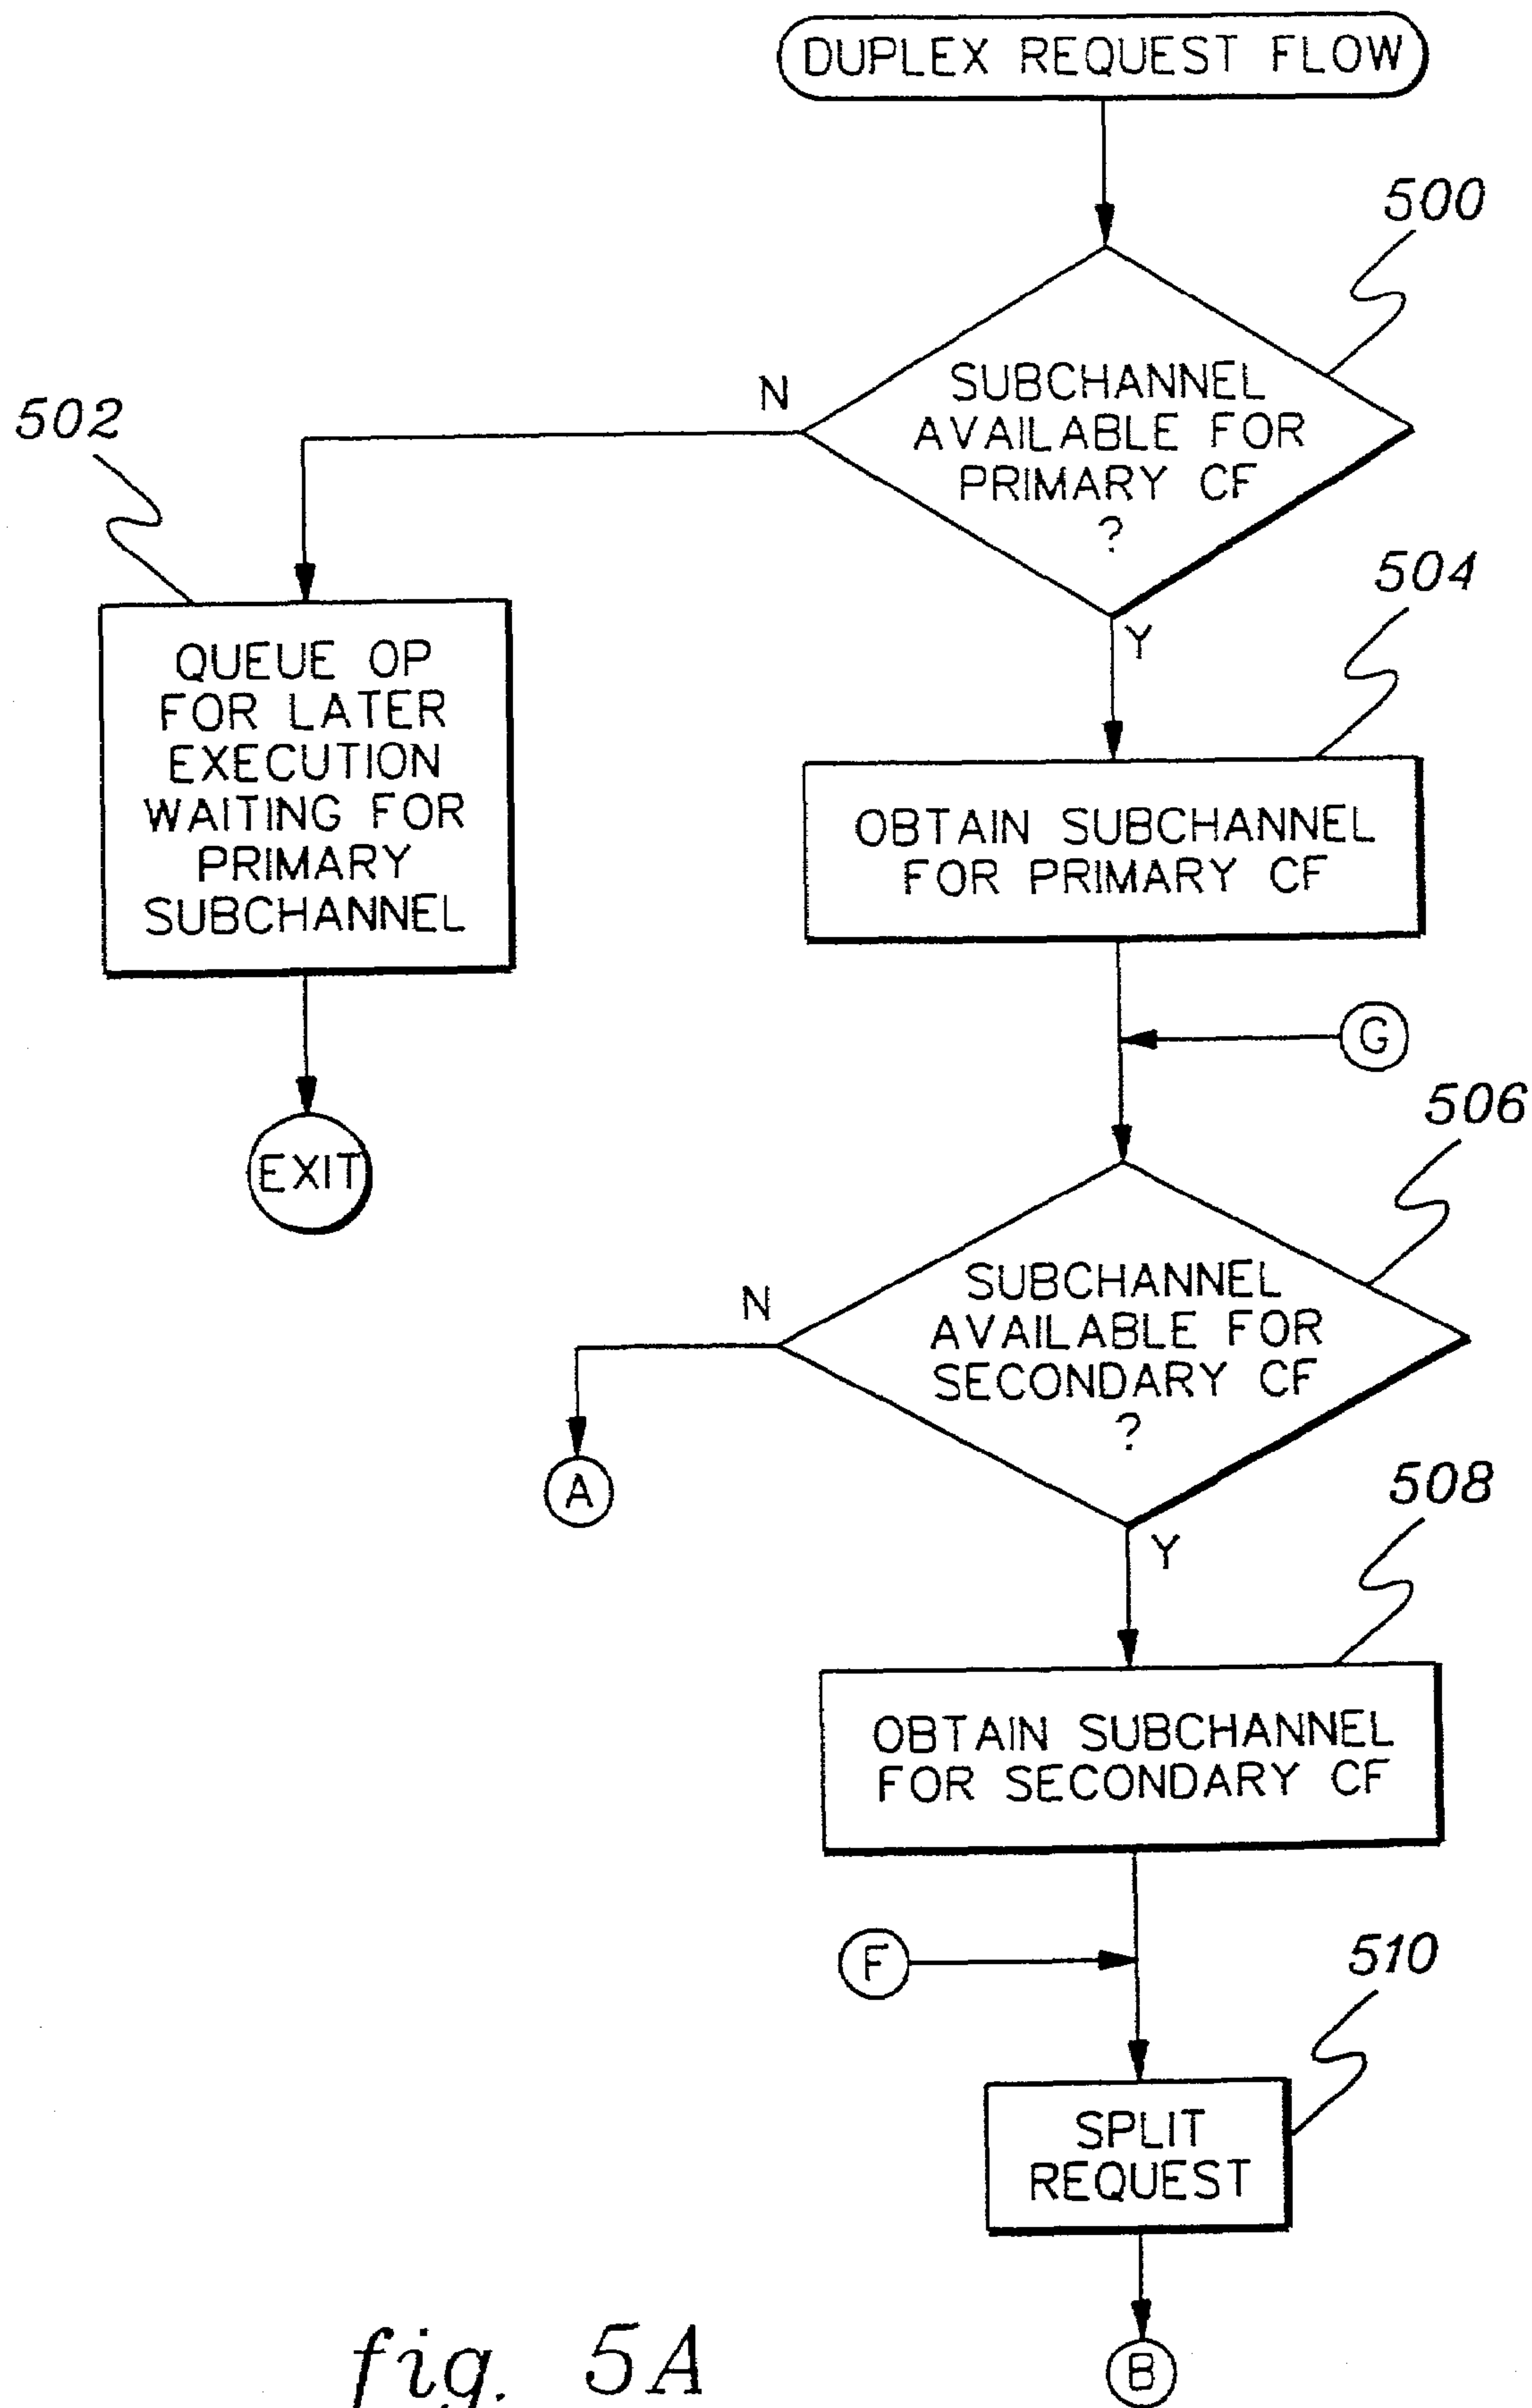 DUPLEX REQUEST FLOW
500
SUBCHANNEL
AVAILABLE FOR
PRIMARY CF
?
N
Y
502
QUEUE OP
FOR LATER
EXECUTION
WAITING FOR
PRIMARY
SUBCHANNEL
EXIT
504
OBTAIN SUBCHANNEL
FOR PRIMARY CF
G
506
SUBCHANNEL
AVAILABLE FOR
SECONDARY CF
?
N
A
Y
508
OBTAIN SUBCHANNEL
FOR SECONDARY CF
F
510
SPLIT
REQUEST
B
fig. 5A